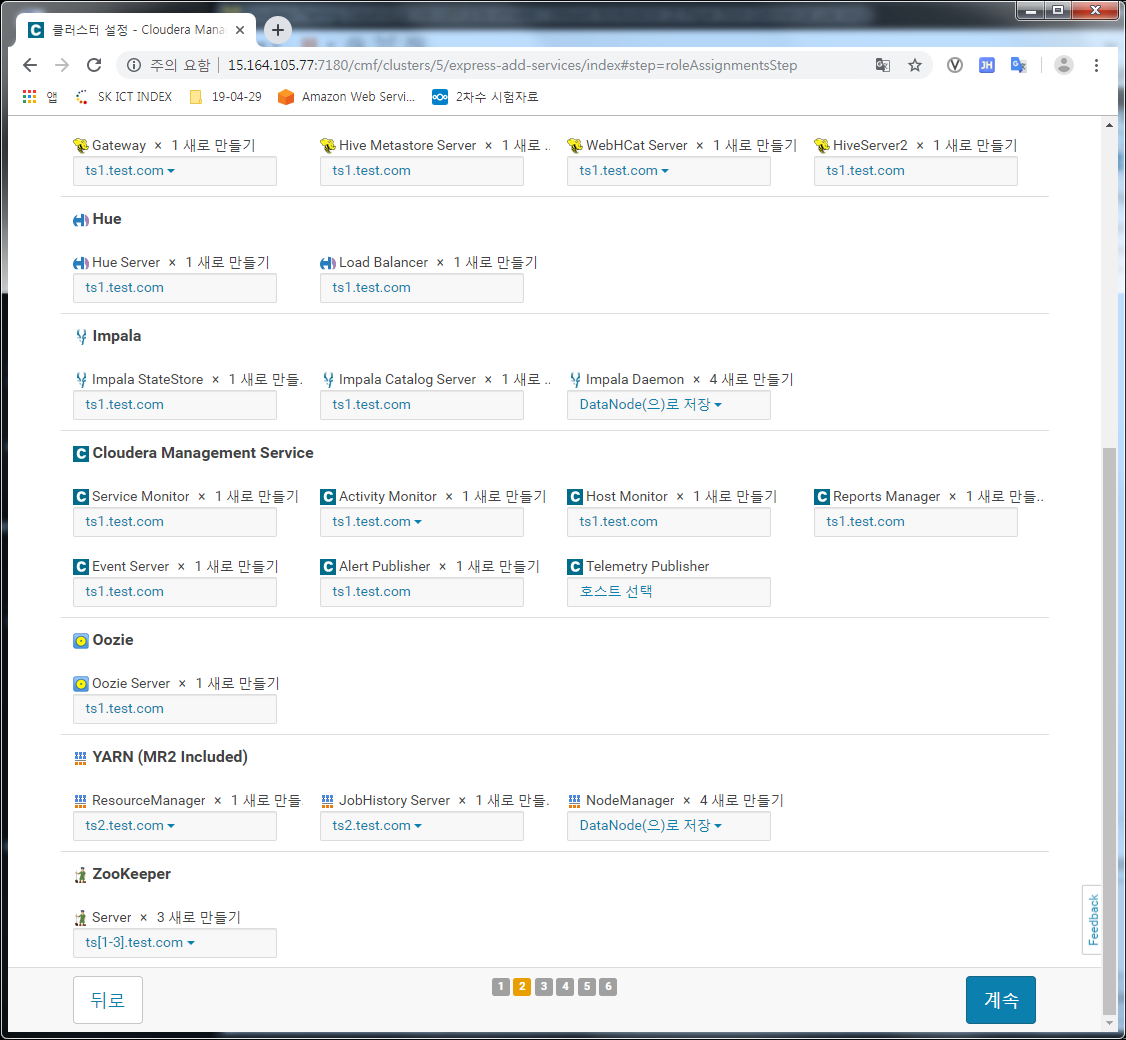 클러스터 설정 - Cloudera Mana
주의 요함 | 15.164.105.77:7180/cmf/clusters/5/express-add-services/index#step=roleAssignmentsStep
앱 SK ICT INDEX 19-04-29 Amazon Web Servi... 2차수 시험자료
Gateway × 1 새로 만들기 Hive Metastore Server × 1 새로 .. WebHCat Server × 1 새로 만들기 HiveServer2 × 1 새로 만들기
ts1.test.com ts1.test.com ts1.test.com ts1.test.com
Hue
Hue Server × 1 새로 만들기 Load Balancer × 1 새로 만들기
ts1.test.com ts1.test.com
Impala
Impala StateStore × 1 새로 만들. Impala Catalog Server × 1 새로 .. Impala Daemon × 4 새로 만들기
ts1.test.com ts1.test.com DataNode(으)로 저장
Cloudera Management Service
Service Monitor × 1 새로 만들기 Activity Monitor × 1 새로 만들기 Host Monitor × 1 새로 만들기 Reports Manager × 1 새로 만들..
ts1.test.com ts1.test.com ts1.test.com ts1.test.com
Event Server × 1 새로 만들기 Alert Publisher × 1 새로 만들기 Telemetry Publisher
ts1.test.com ts1.test.com 호스트 선택
Oozie
Oozie Server × 1 새로 만들기
ts1.test.com
YARN (MR2 Included)
ResourceManager × 1 새로 만들 JobHistory Server × 1 새로 만들. NodeManager × 4 새로 만들기
ts2.test.com ts2.test.com DataNode(으)로 저장
ZooKeeper
Server × 3 새로 만들기
ts[1-3].test.com
Feedback
뒤로 1 2 3 4 5 6 계속